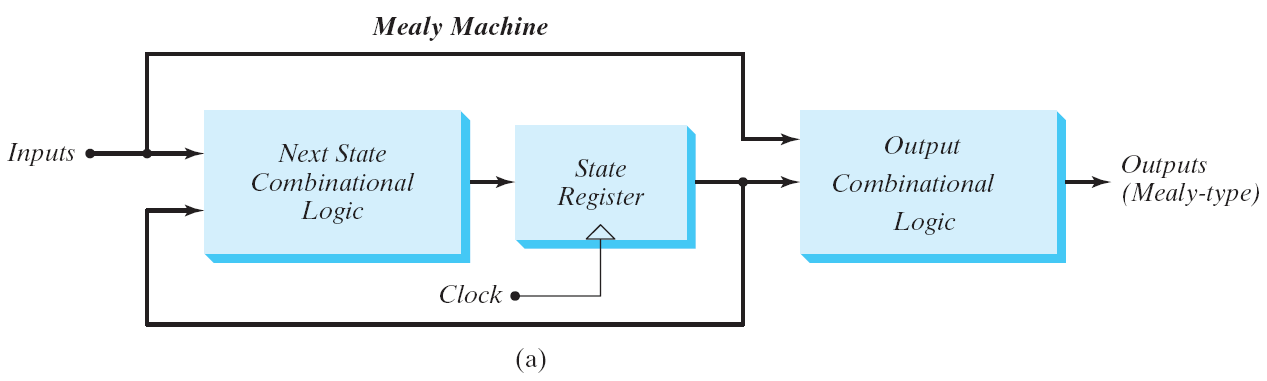 Mealy Machine
Inputs
Next State
Combinational
Logic
State
Register
Clock
Output
Combinational
Logic
Outputs
(Mealy-type)
(a)